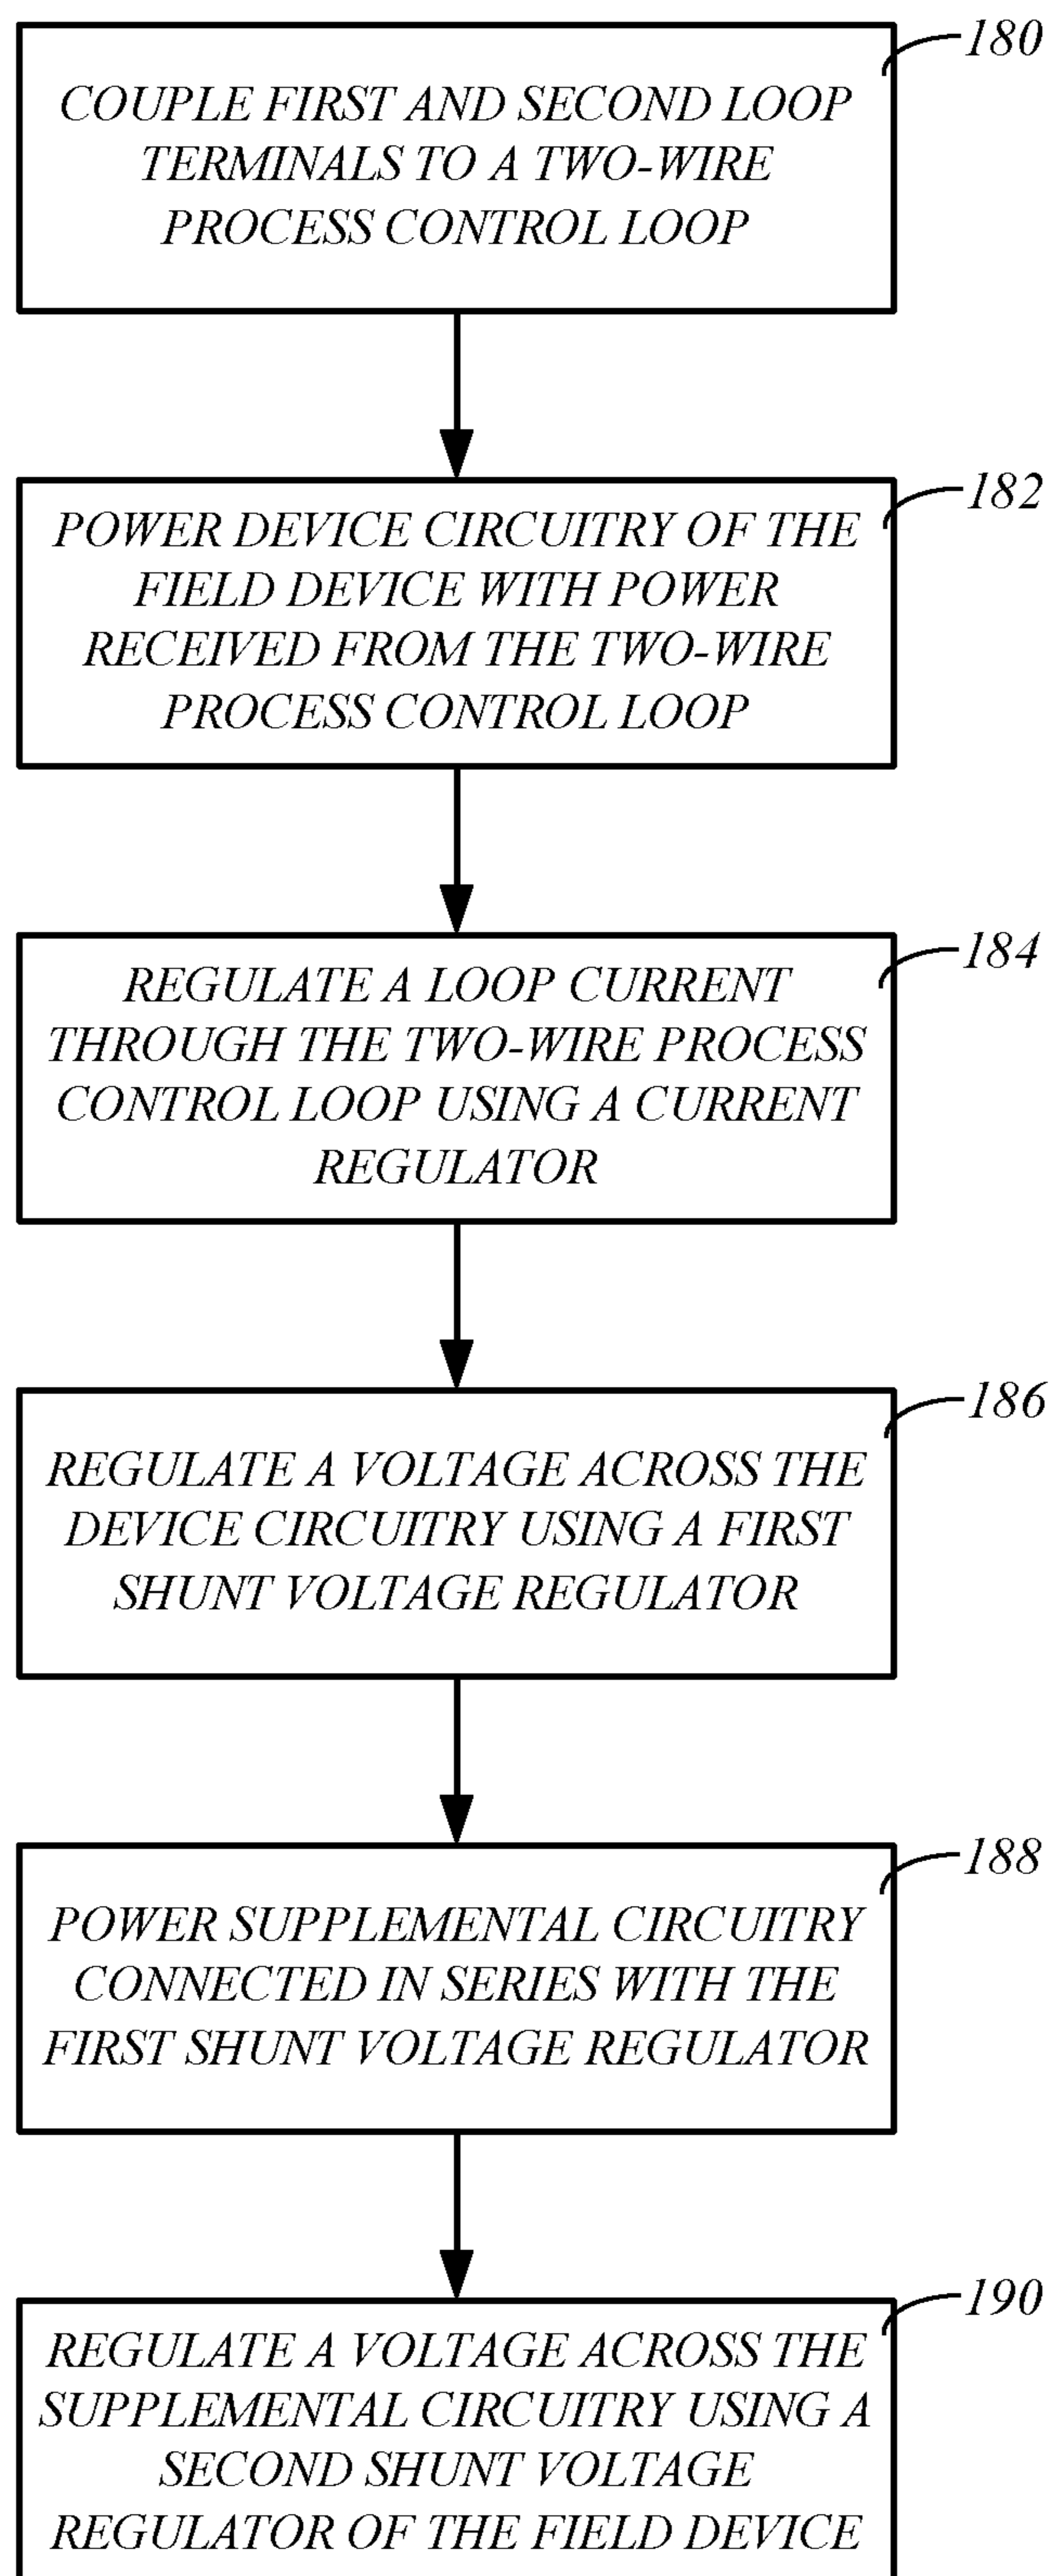 180
COUPLE FIRST AND SECOND LOOP
TERMINALS TO A TWO-WIRE
PROCESS CONTROL LOOP
182
POWER DEVICE CIRCUITRY OF THE
FIELD DEVICE WITH POWER
RECEIVED FROM THE TWO-WIRE
PROCESS CONTROL LOOP
184
REGULATE A LOOP CURRENT
THROUGH THE TWO-WIRE PROCESS
CONTROL LOOP USING A CURRENT
REGULATOR
186
REGULATE A VOLTAGE ACROSS THE
DEVICE CIRCUITRY USING A FIRST
SHUNT VOLTAGE REGULATOR
188
POWER SUPPLEMENTAL CIRCUITRY
CONNECTED IN SERIES WITH THE
FIRST SHUNT VOLTAGE REGULATOR
190
REGULATE A VOLTAGE ACROSS THE
SUPPLEMENTAL CIRCUITRY USING A
SECOND SHUNT VOLTAGE
REGULATOR OF THE FIELD DEVICE